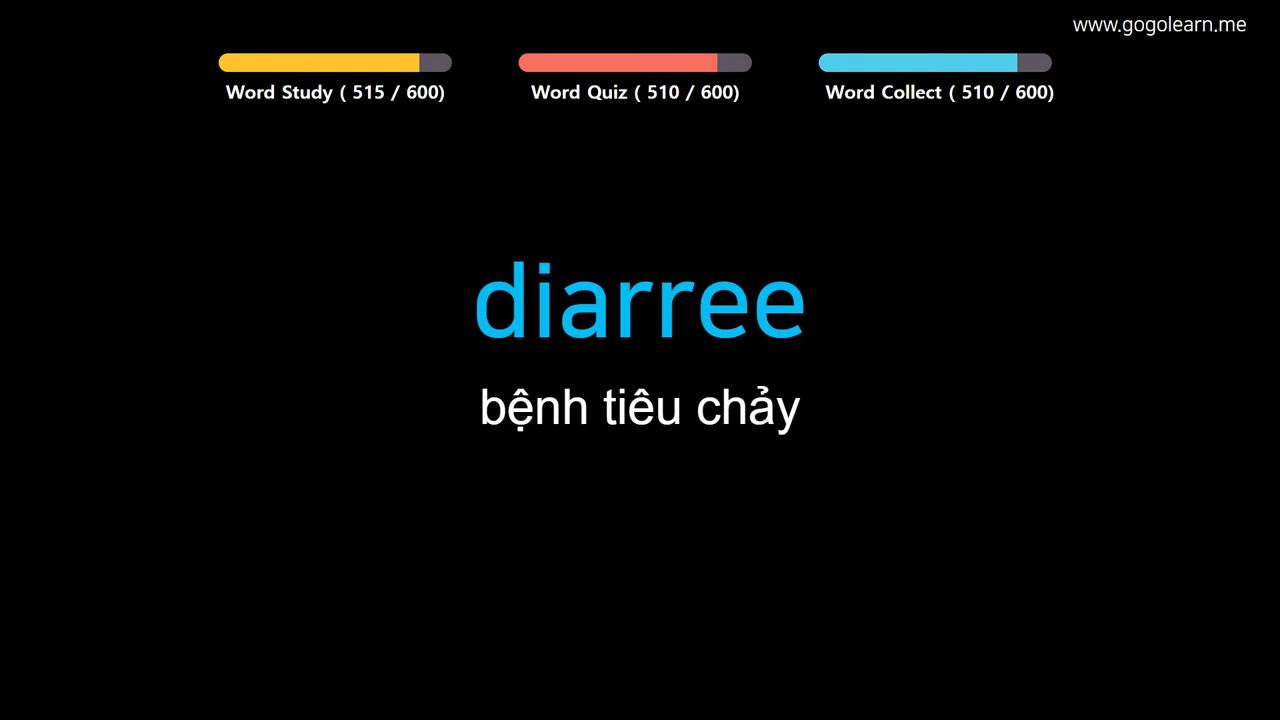 www.gogolearn.me
Word Study ( 515 / 600)
Word Quiz ( 510 / 600)
Word Collect ( 510 / 600)
diarree
bệnh tiêu chảy